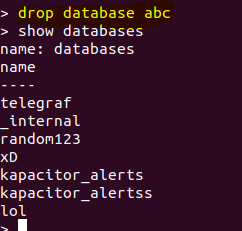 > drop database abc
> show databases
name: databases
name
----
telegraf
_internal
random123
xD
kapacitor_alerts
kapacitor_alertss
lol
>